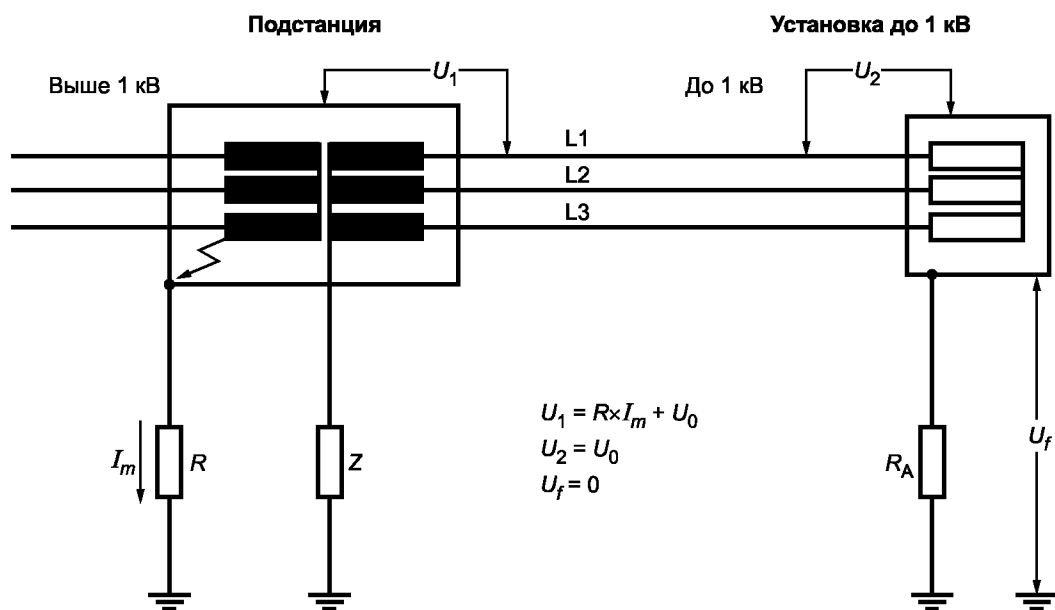 Подстанция
Установка до 1 кВ
Выше 1 кВ
U1
До 1 кВ
U2
L1
L2
L3
U1 = R×Im + U0
U2 = U0
Uf = 0
Im
R
Z
RA
Uf